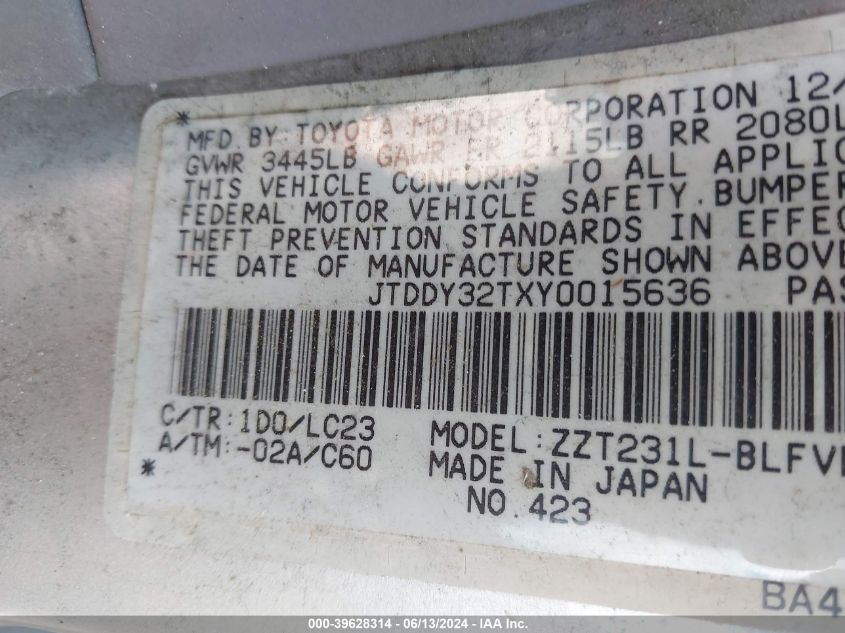 * MFD. BY: TOYOTA MOTOR CORPORATION 12/
GVWR 3445LB GAWR FR 2115LB RR 2080L
THIS VEHICLE CONFORMS TO ALL APPLIC
FEDERAL MOTOR VEHICLE SAFETY. BUMPER
THEFT PREVENTION STANDARDS IN EFFEC
THE DATE OF MANUFACTURE SHOWN ABOVE
JTDDY32TXY0015636 PAS
C/TR: 1D0/LC23
A/TM: -02A/C60
MODEL: ZZT231L-BLFV
MADE IN JAPAN
* NO. 423
BA4
000-39628314 / 06/13/2024 - IAAI.com